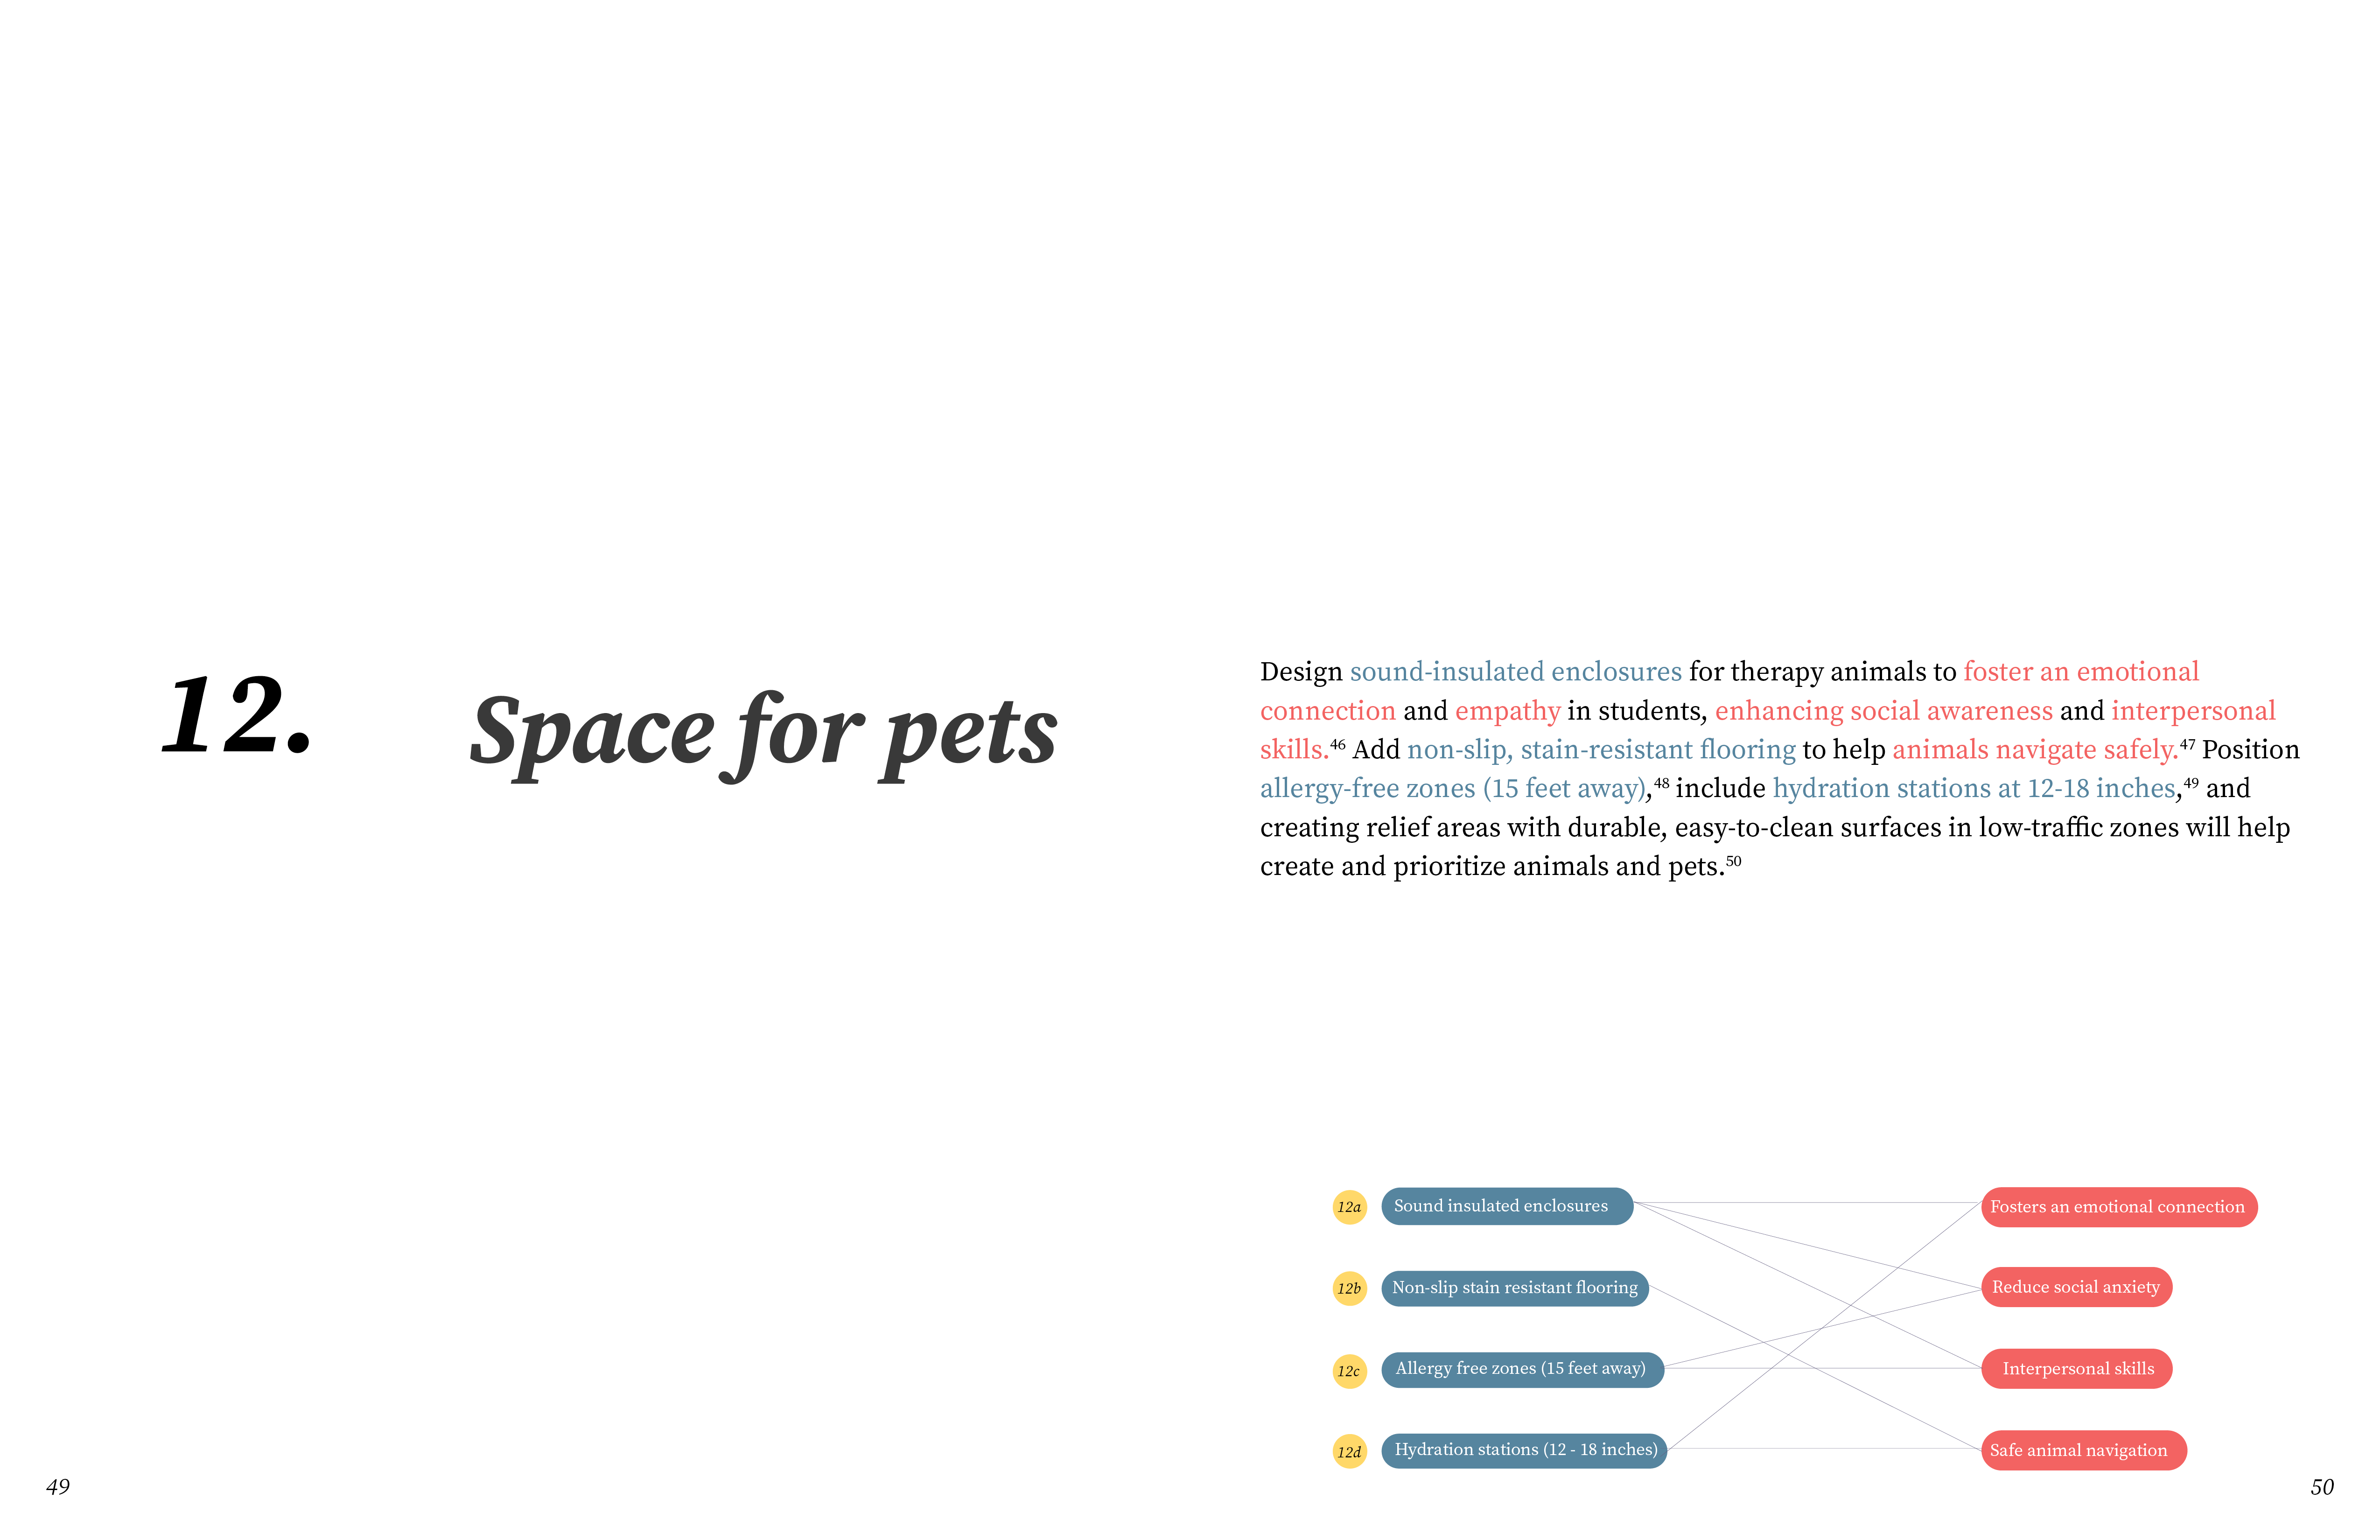 12.
Space for pets
Design sound-insulated enclosures for therapy animals to foster an emotional
connection and empathy in students, enhancing social awareness and interpersonal
skills.46 Add non-slip, stain-resistant flooring to help animals navigate safely.47 Position
allergy-free zones (15 feet away),48 include hydration stations at 12-18 inches,49 and
creating relief areas with durable, easy-to-clean surfaces in low-traffic zones will help
create and prioritize animals and pets.50
12a Sound insulated enclosures Fosters an emotional connection
12b Non-slip stain resistant flooring Reduce social anxiety
12c Allergy free zones (15 feet away) Interpersonal skills
12d Hydration stations (12 - 18 inches) Safe animal navigation
49
50